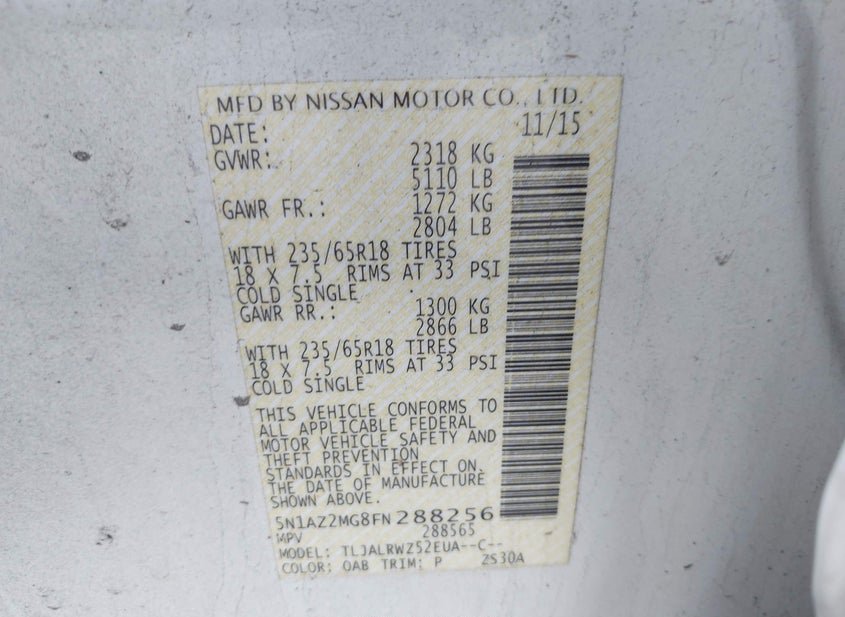 MFD BY NISSAN MOTOR CO., LTD.
DATE: 11/15
GVWR: 2318 KG
5110 LB
GAWR FR.: 1272 KG
2804 LB
WITH 235/65R18 TIRES
18 X 7.5 RIMS AT 33 PSI
COLD SINGLE
GAWR RR.: 1300 KG
2866 LB
WITH 235/65R18 TIRES
18 X 7.5 RIMS AT 33 PSI
COLD SINGLE
THIS VEHICLE CONFORMS TO
ALL APPLICABLE FEDERAL
MOTOR VEHICLE SAFETY AND
THEFT PREVENTION
STANDARDS IN EFFECT ON
THE DATE OF MANUFACTURE
SHOWN ABOVE.
5N1AZ2MG8FN288256
MPV 288565
MODEL: TLJALRWZ52EUA--C--
COLOR: QAB TRIM: P 2S30A